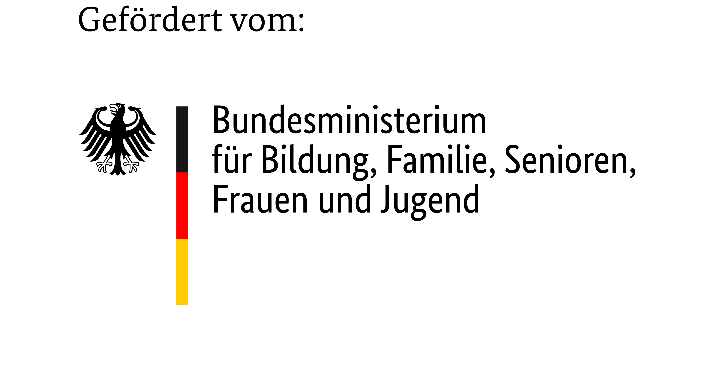 Gefördert vom:
Bundesministerium
für Bildung, Familie, Senioren,
Frauen und Jugend